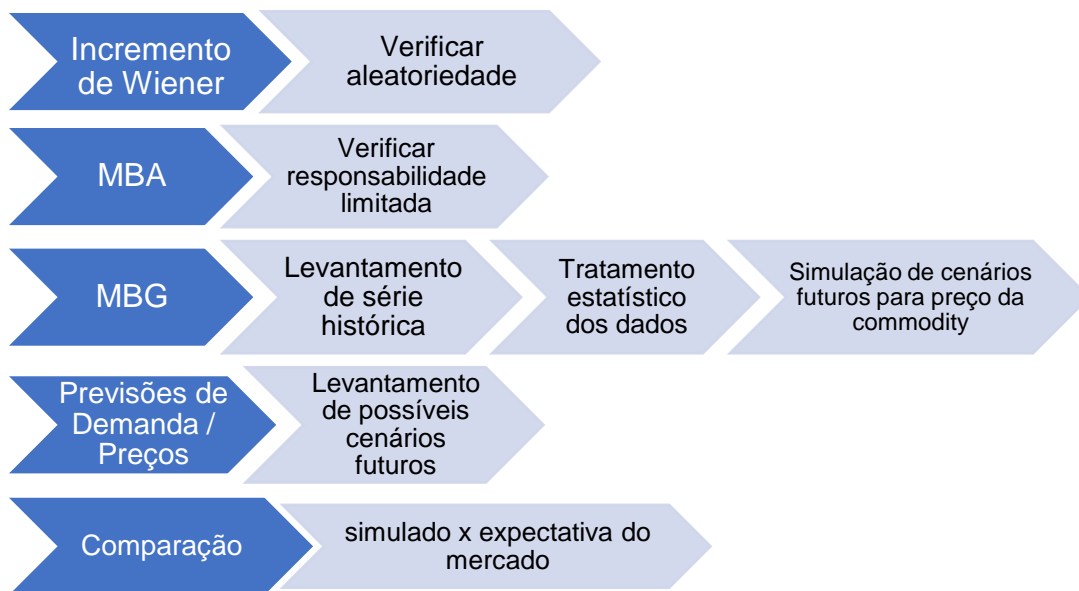 Incremento
de Wiener
Verificar
aleatoriedade
MBA
Verificar
responsabilidade
limitada
MBG
Levantamento
de série
histórica
Tratamento
estatístico
dos dados
Simulação de cenários
futuros para preço da
commodity
Previsões de
Demanda /
Preços
Levantamento
de possíveis
cenários
futuros
Comparação
simulado x expectativa do
mercado